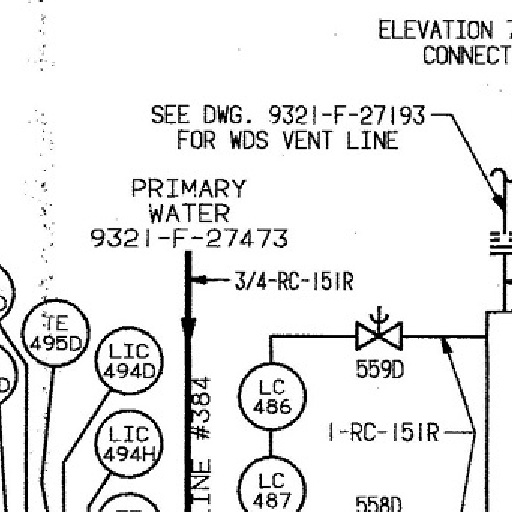 ELEVATION
CONNECT
SEE DWG. 9321-F-27193
FOR WDS VENT LINE
PRIMARY
WATER
9321-F-27473
3/4-RC-151R
TE
495D
LIC
494D
559D
LC
486
LINE #384
LIC
494H
1-RC-151R
LC
487
558D